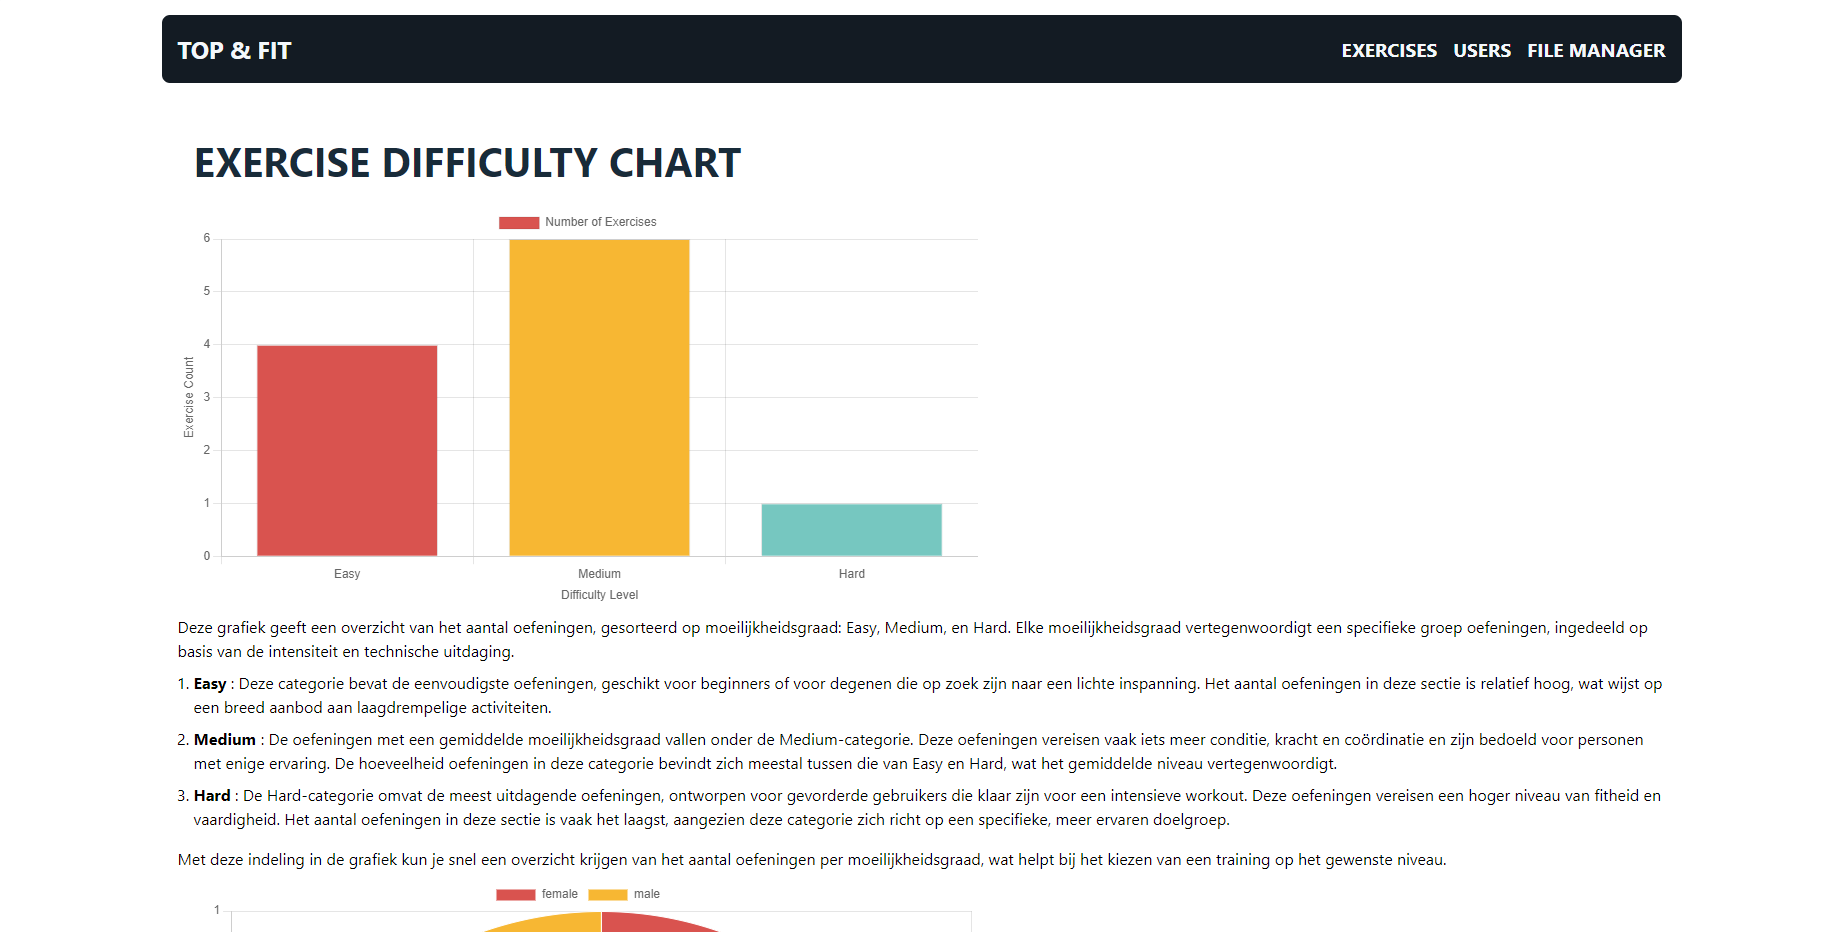 TOP & FIT
EXERCISES USERS FILE MANAGER
EXERCISE DIFFICULTY CHART
Number of Exercises
6
5
4
3
2
1
0
Exercise Count
Easy Medium Hard
Difficulty Level
Deze grafiek geeft een overzicht van het aantal oefeningen, gesorteerd op moeilijkheidsgraad: Easy, Medium, en Hard. Elke moeilijkheidsgraad vertegenwoordigt een specifieke groep oefeningen, ingedeeld op
basis van de intensiteit en technische uitdaging.
1. Easy : Deze categorie bevat de eenvoudigste oefeningen, geschikt voor beginners of voor degenen die op zoek zijn naar een lichte inspanning. Het aantal oefeningen in deze sectie is relatief hoog, wat wijst op
een breed aanbod aan laagdrempelige activiteiten.
2. Medium : De oefeningen met een gemiddelde moeilijkheidsgraad vallen onder de Medium-categorie. Deze oefeningen vereisen vaak iets meer conditie, kracht en coördinatie en zijn bedoeld voor personen
met enige ervaring. De hoeveelheid oefeningen in deze categorie bevindt zich meestal tussen die van Easy en Hard, wat het gemiddelde niveau vertegenwoordigt.
3. Hard : De Hard-categorie omvat de meest uitdagende oefeningen, ontworpen voor gevorderde gebruikers die klaar zijn voor een intensieve workout. Deze oefeningen vereisen een hoger niveau van fitheid en
vaardigheid. Het aantal oefeningen in deze sectie is vaak het laagst, aangezien deze categorie zich richt op een specifieke, meer ervaren doelgroep.
Met deze indeling in de grafiek kun je snel een overzicht krijgen van het aantal oefeningen per moeilijkheidsgraad, wat helpt bij het kiezen van een training op het gewenste niveau.
female male
1